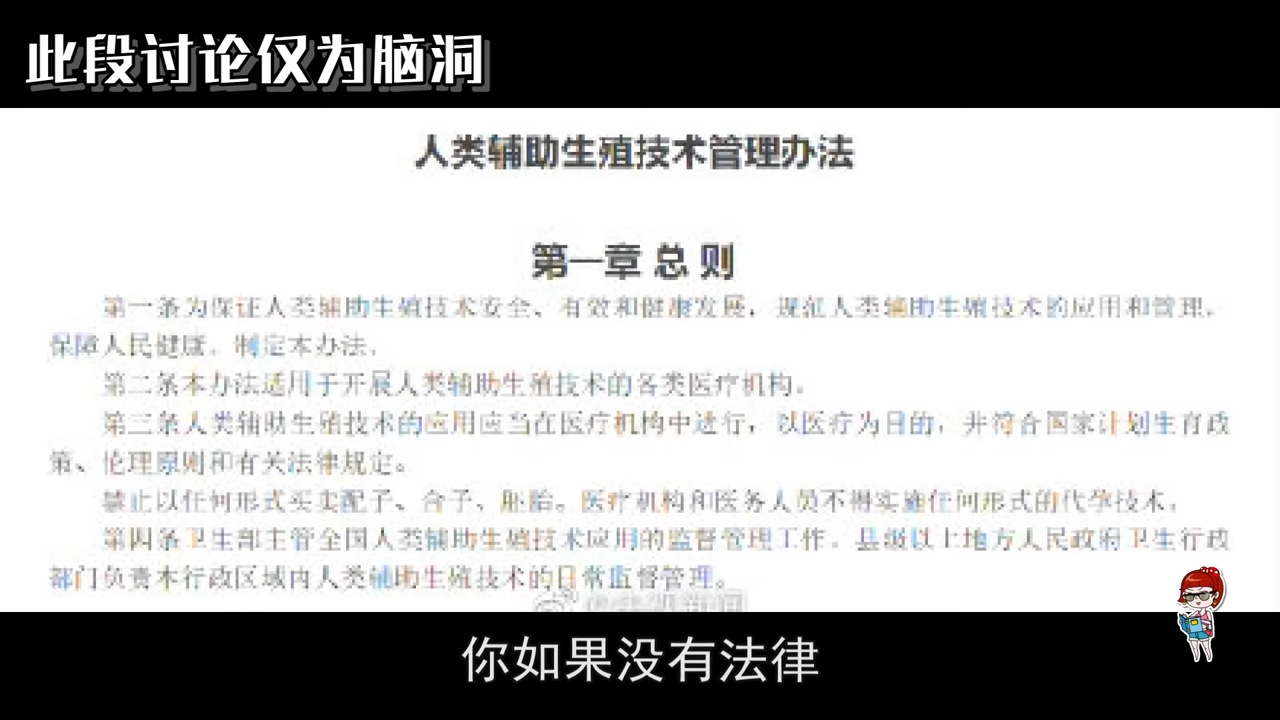 此段讨论仅为脑洞
人类辅助生殖技术管理办法
第一章 总 则
第一条为保证人类辅助生殖技术安全、有效和健康发展，规范人类辅助生殖技术的应用和管理，
保障人民健康，制定本办法。
第二条本办法适用于开展人类辅助生殖技术的各类医疗机构。
第三条人类辅助生殖技术的应用应当在医疗机构中进行，以医疗为目的，并符合国家计划生育政
策、伦理原则和有关法律规定。
禁止以任何形式买卖配子、合子、胚胎。医疗机构和医务人员不得实施任何形式的代孕技术。
第四条卫生部主管全国人类辅助生殖技术应用的监督管理工作。县级以上地方人民政府卫生行政
部门负责本行政区域内人类辅助生殖技术的日常监督管理。
你如果没有法律